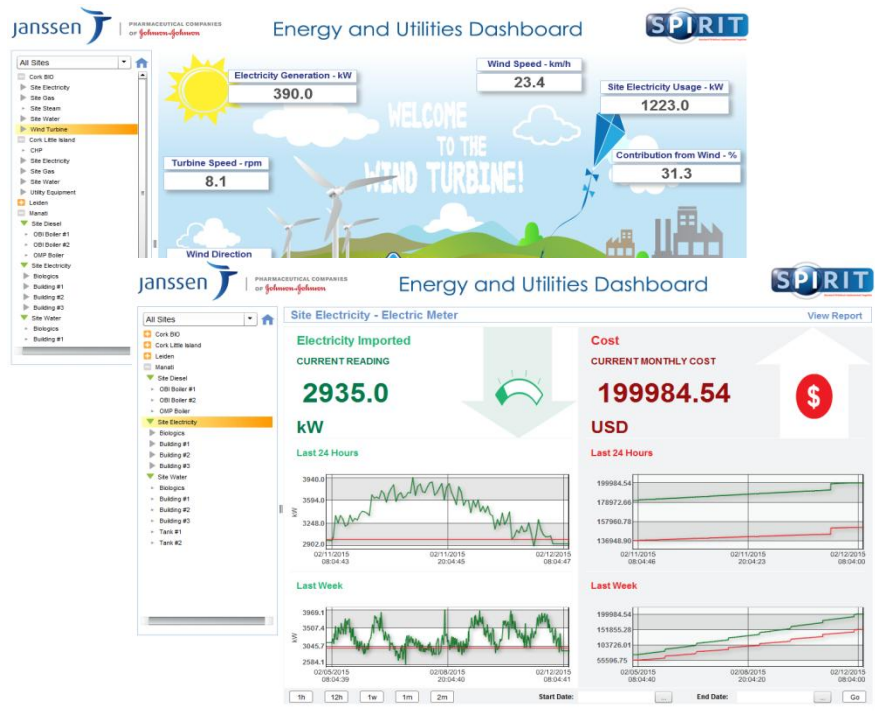 Janssen
PHARMACEUTICAL COMPANIES
OF Johnson & Johnson
Energy and Utilities Dashboard
SPIRIT
All Sites
Cork BIO
Site Electricity
Site Gas
Site Steam
Site Water
Wind Turbine
Cork Little Island
CHP
Site Electricity
Site Gas
Site Water
Utility Equipment
Leiden
Manati
Site Diesel
OBI Boiler #1
OBI Boiler #2
OMP Boiler
Site Electricity
Biologics
Building #1
Building #2
Building #3
Site Water
Biologics
Building #1
Electricity Generation - kW
390.0
Wind Speed - km/h
23.4
Site Electricity Usage - kW
1223.0
WELCOME
TO THE
WIND TURBINE!
Turbine Speed - rpm
8.1
Contribution from Wind - %
31.3
Wind Direction
Janssen
PHARMACEUTICAL COMPANIES
OF Johnson & Johnson
Energy and Utilities Dashboard
SPIRIT
All Sites
Cork BIO
Cork Little Island
Leiden
Manati
Site Diesel
OBI Boiler #1
OBI Boiler #2
OMP Boiler
Site Electricity
Biologics
Building #1
Building #2
Building #3
Site Water
Biologics
Building #1
Building #2
Building #3
Tank #1
Tank #2
Site Electricity - Electric Meter
View Report
Electricity Imported
CURRENT READING
2935.0
kW
Cost
CURRENT MONTHLY COST
199984.54
USD
$
Last 24 Hours
3940.0
3594.0
3248.0
2902.0
kW
02/11/2015 02/11/2015 02/12/2015
08:04:43 20:04:45 08:04:47
Last 24 Hours
199984.54
178972.66
157960.78
136948.90
02/11/2015 02/11/2015 02/12/2015
08:04:46 20:04:23 08:04:00
Last Week
3969.1
3507.4
3045.7
2584.1
kW
02/05/2015 02/08/2015 02/12/2015
08:04:39 20:04:40 08:04:41
Last Week
199984.54
151855.28
103726.01
55596.75
02/05/2015 02/08/2015 02/12/2015
08:04:40 20:04:20 08:04:00
1h 12h 1w 1m 2m Start Date: ... End Date: ... Go